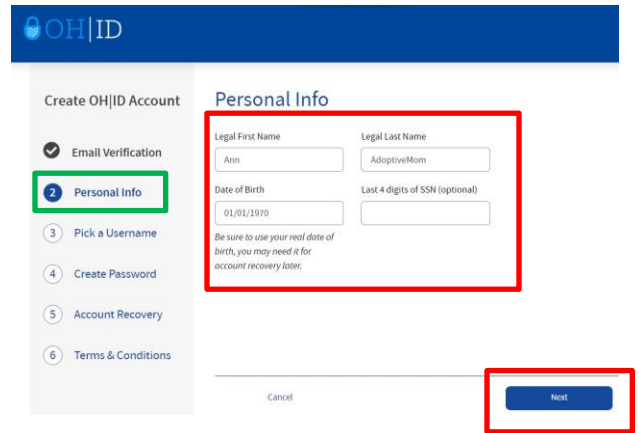 OH|ID
Create OH|ID Account
Email Verification
2 Personal Info
3 Pick a Username
4 Create Password
5 Account Recovery
6 Terms & Conditions
Personal Info
Legal First Name
Legal Last Name
Ann
AdoptiveMom
Date of Birth
Last 4 digits of SSN (optional)
01/01/1970
Be sure to use your real date of
birth, you may need it for
account recovery later.
Cancel
Next